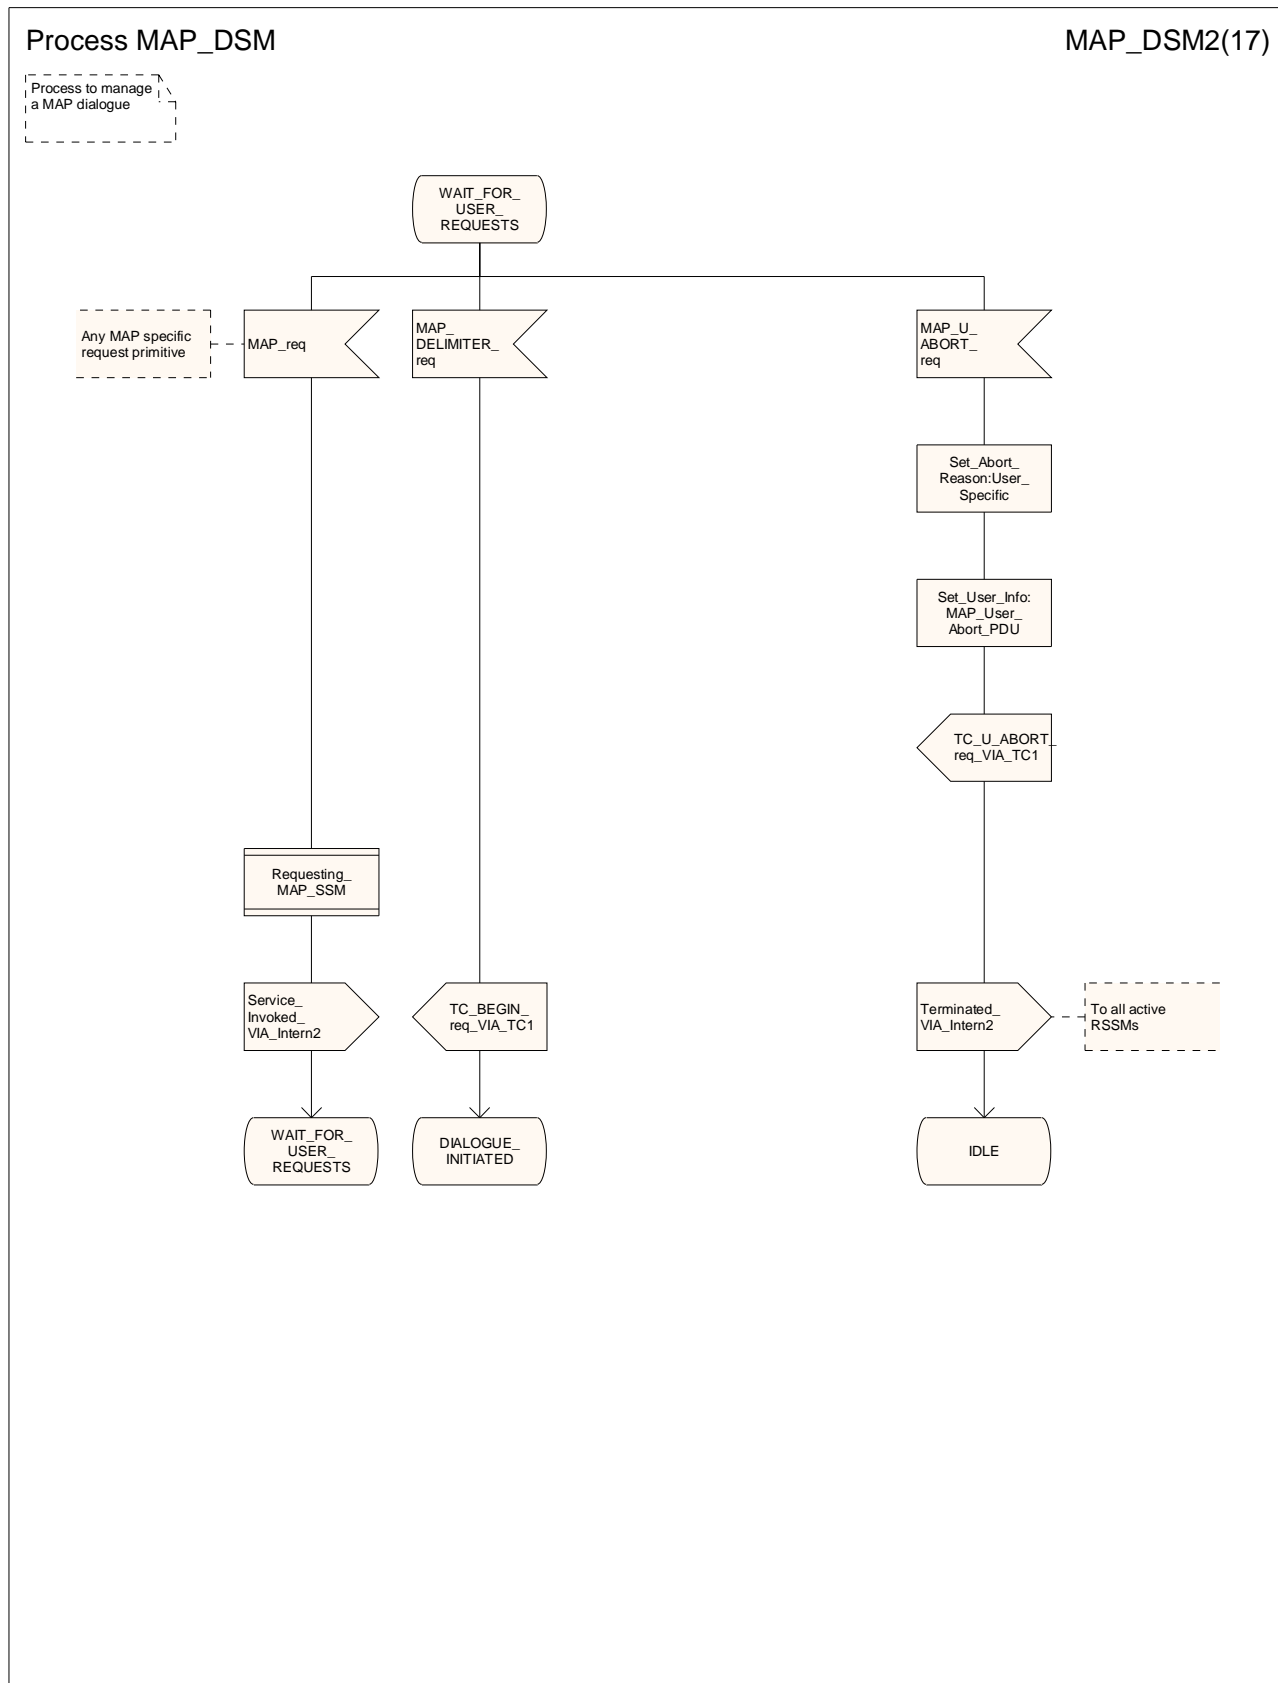 Process MAP_DSM
MAP_DSM2(17)
Process to manage
a MAP dialogue
WAIT_FOR_
USER_
REQUESTS
Any MAP specific
request primitive
MAP_req
MAP_
DELIMITER_
req
MAP_U_
ABORT_
req
Set_Abort_
Reason:User_
Specific
Set_User_Info:
MAP_User_
Abort_PDU
TC_U_ABORT_
req_VIA_TC1
Requesting_
MAP_SSM
Service_
Invoked_
VIA_Intern2
TC_BEGIN_
req_VIA_TC1
Terminated_
VIA_Intern2
To all active
RSSMs
WAIT_FOR_
USER_
REQUESTS
DIALOGUE_
INITIATED
IDLE